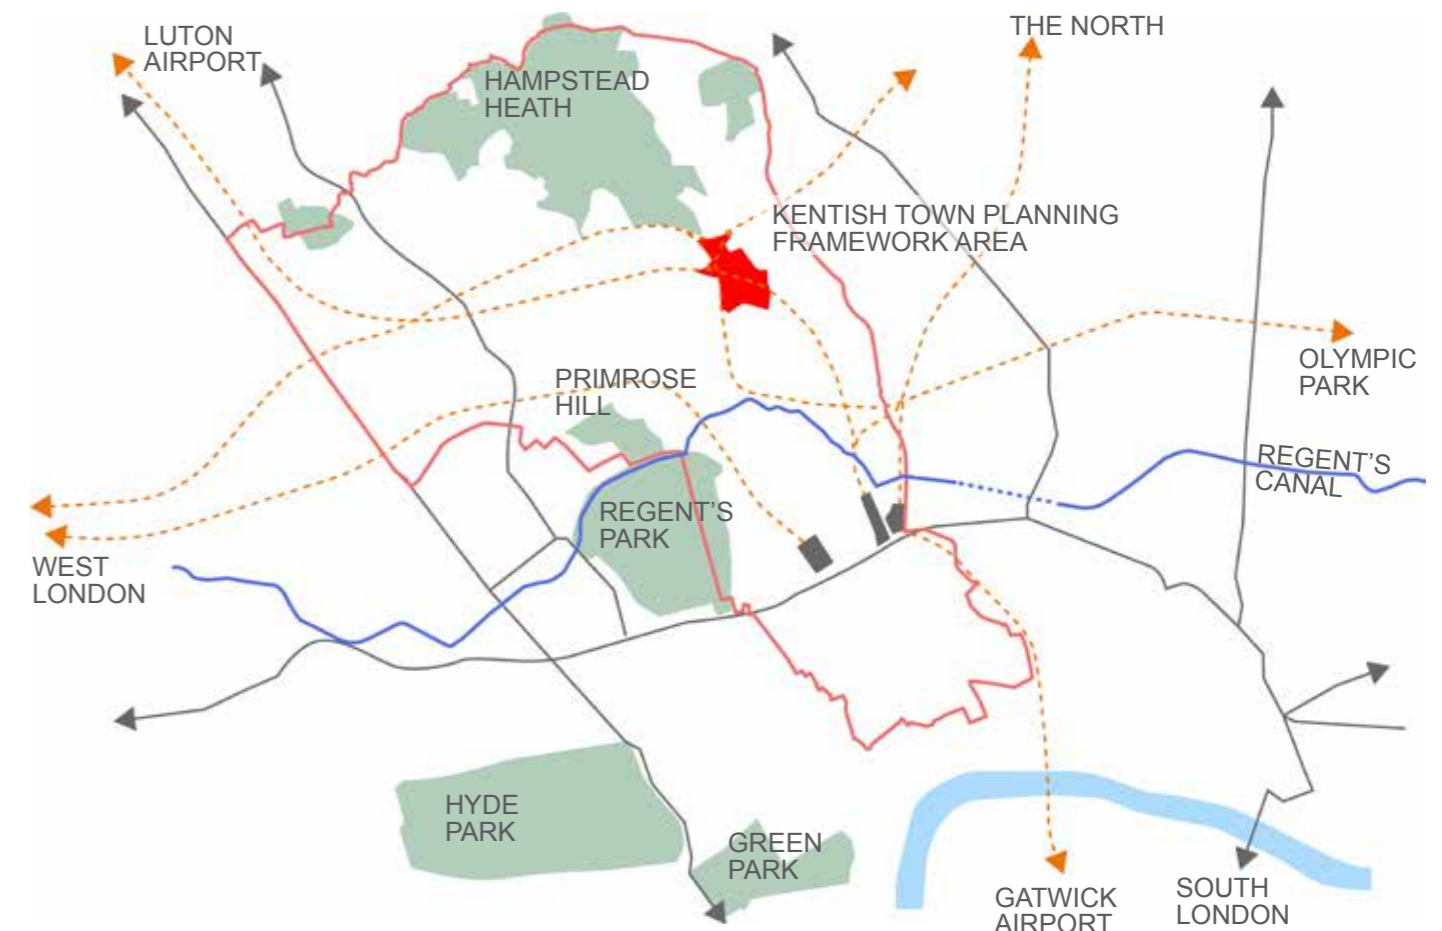 THE NORTH
LUTON
AIRPORT
HAMPSTEAD
HEATH
KENTISH TOWN PLANNING
FRAMEWORK AREA
OLYMPIC
PARK
PRIMROSE
HILL
REGENT'S
CANAL
REGENT'S
PARK
WEST
LONDON
HYDE
PARK
GREEN
PARK
GATWICK
AIRPORT
SOUTH
LONDON